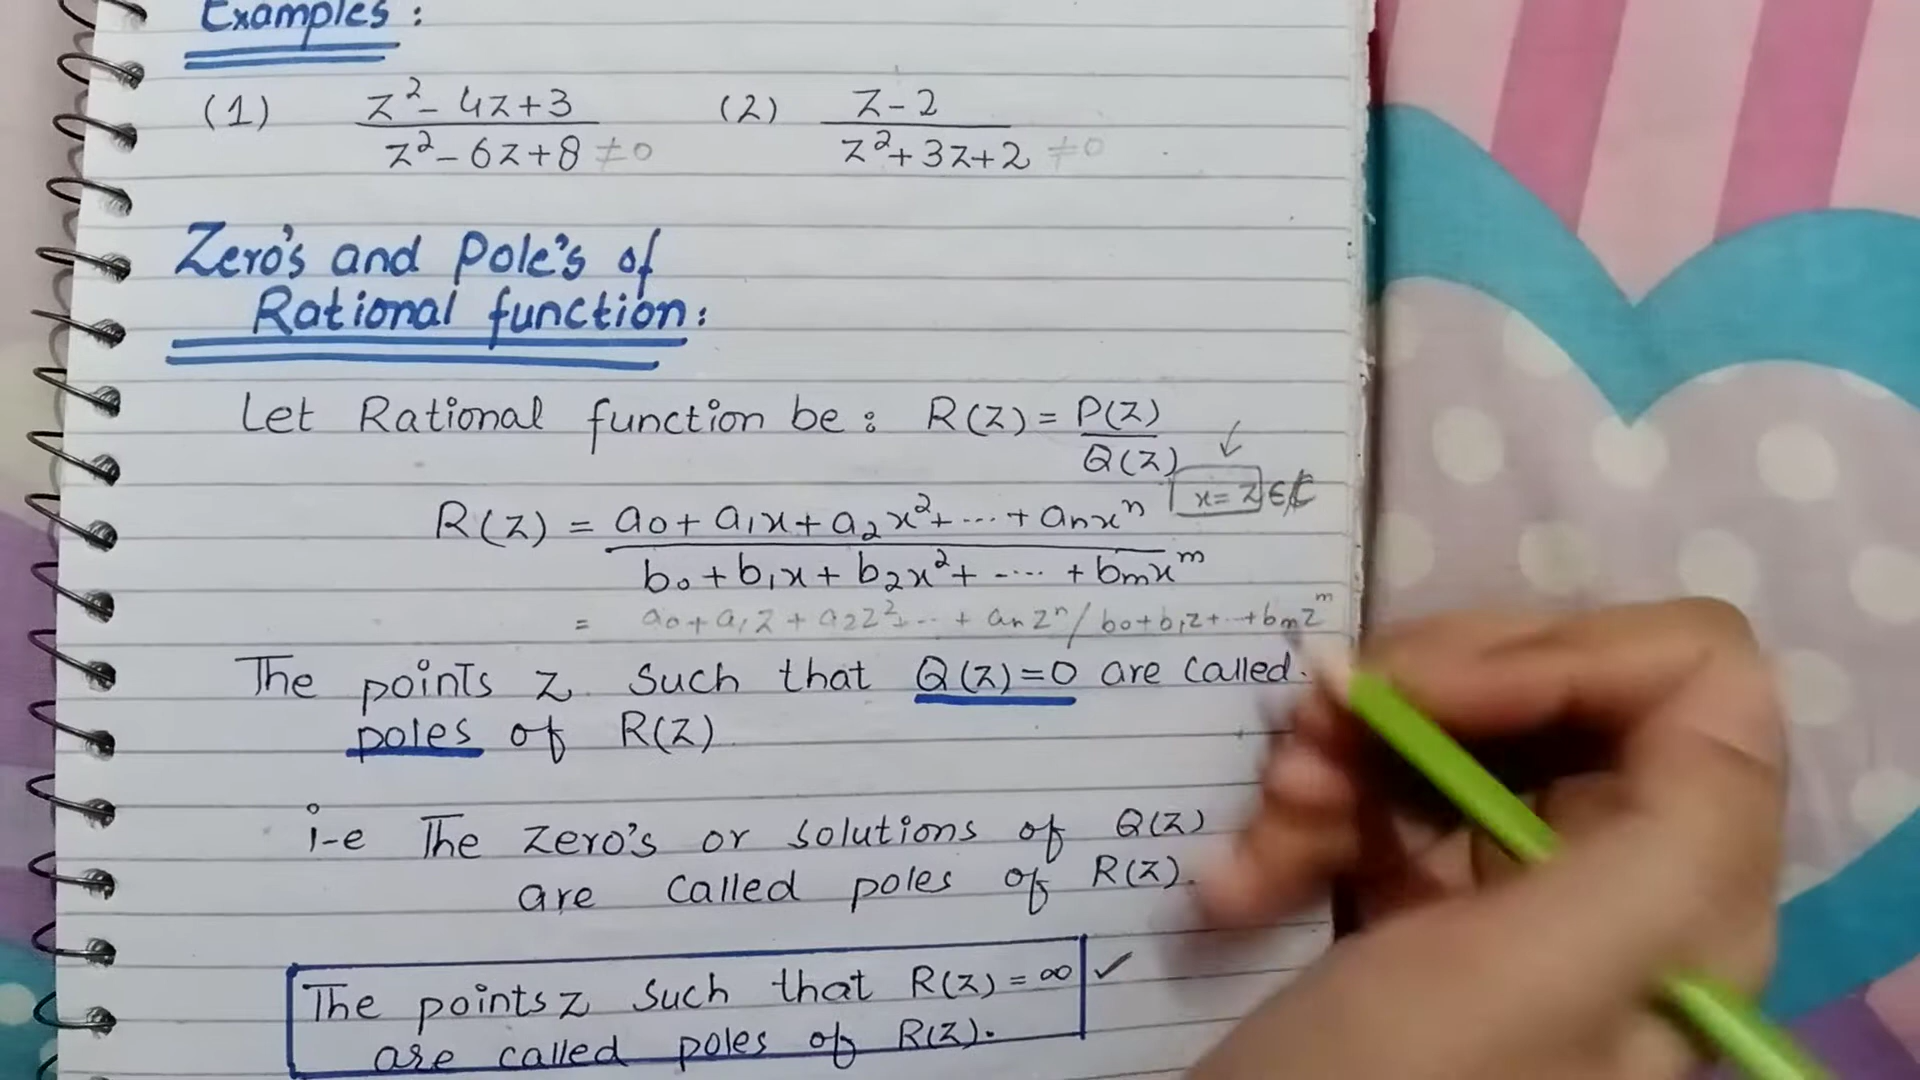 Examples :
(1) z² - 4z + 3 / z² - 6z + 8 ≠ 0 (2) z - 2 / z² + 3z + 2 ≠ 0
Zero's and Pole's of
Rational function:
Let Rational function be : R(z) = P(z) / Q(z)
x = z ∈ ℂ
R(z) = a₀ + a₁x + a₂x² + ... + aₙxⁿ / b₀ + b₁x + b₂x² + .... + bₘxᵐ
= a₀ + a₁z + a₂z² + .. + aₙzⁿ / b₀ + b₁z + .. + bₘzᵐ
The points z such that Q(z) = 0 are called.
poles of R(z)
i-e The zero's or solutions of Q(z)
are called poles of R(z).
The points z such that R(z) = ∞ ✓
are called poles of R(z).